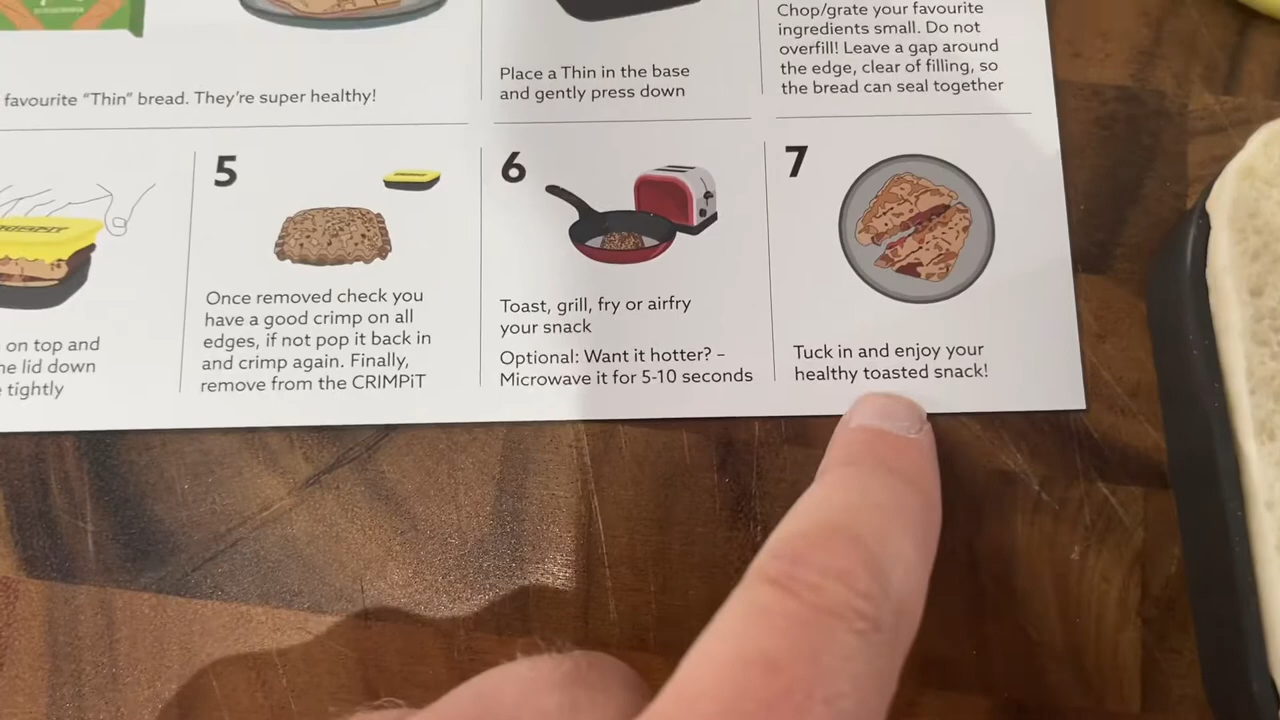 Chop/grate your favourite
ingredients small. Do not
overfill! Leave a gap around
the edge, clear of filling, so
the bread can seal together
Place a Thin in the base
and gently press down
favourite “Thin” bread. They’re super healthy!
on top and
lid down
tightly
5
Once removed check you
have a good crimp on all
edges, if not pop it back in
and crimp again. Finally,
remove from the CRIMPiT
6
Toast, grill, fry or airfry
your snack
Optional: Want it hotter? –
Microwave it for 5-10 seconds
7
Tuck in and enjoy your
healthy toasted snack!